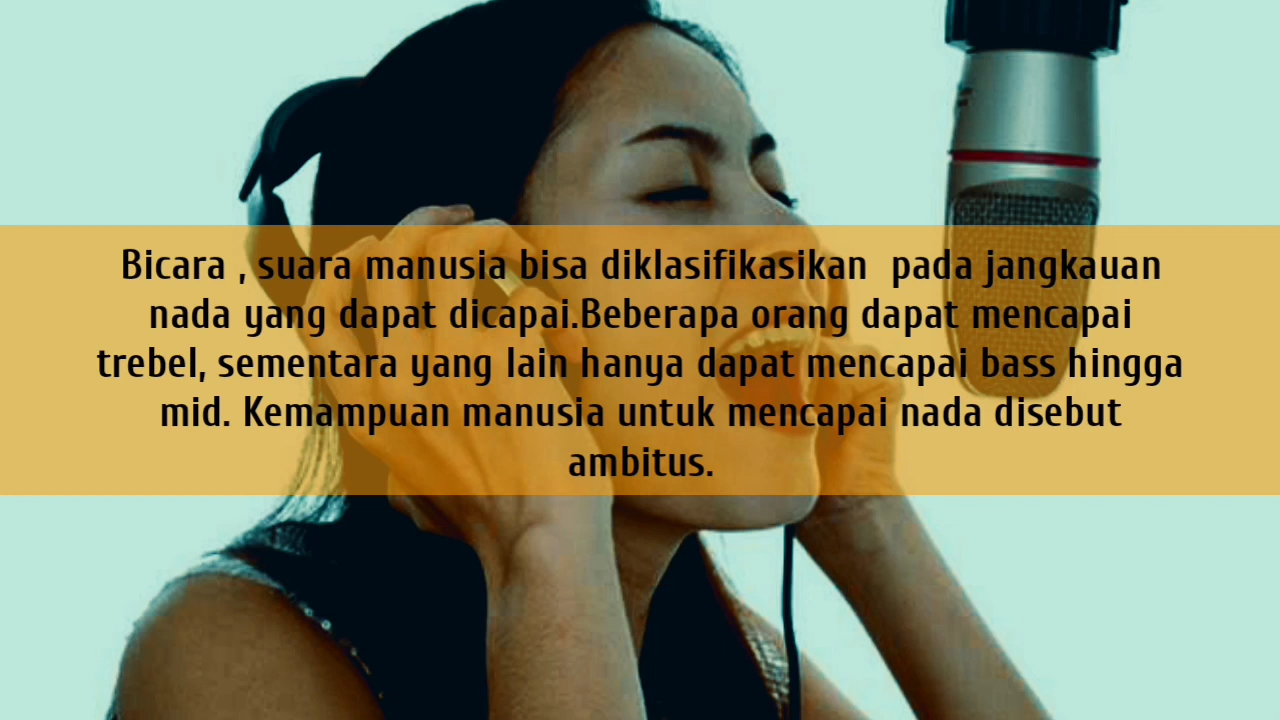 Bicara , suara manusia bisa diklasifikasikan  pada jangkauan
nada yang dapat dicapai.Beberapa orang dapat mencapai
trebel, sementara yang lain hanya dapat mencapai bass hingga
mid. Kemampuan manusia untuk mencapai nada disebut
ambitus.